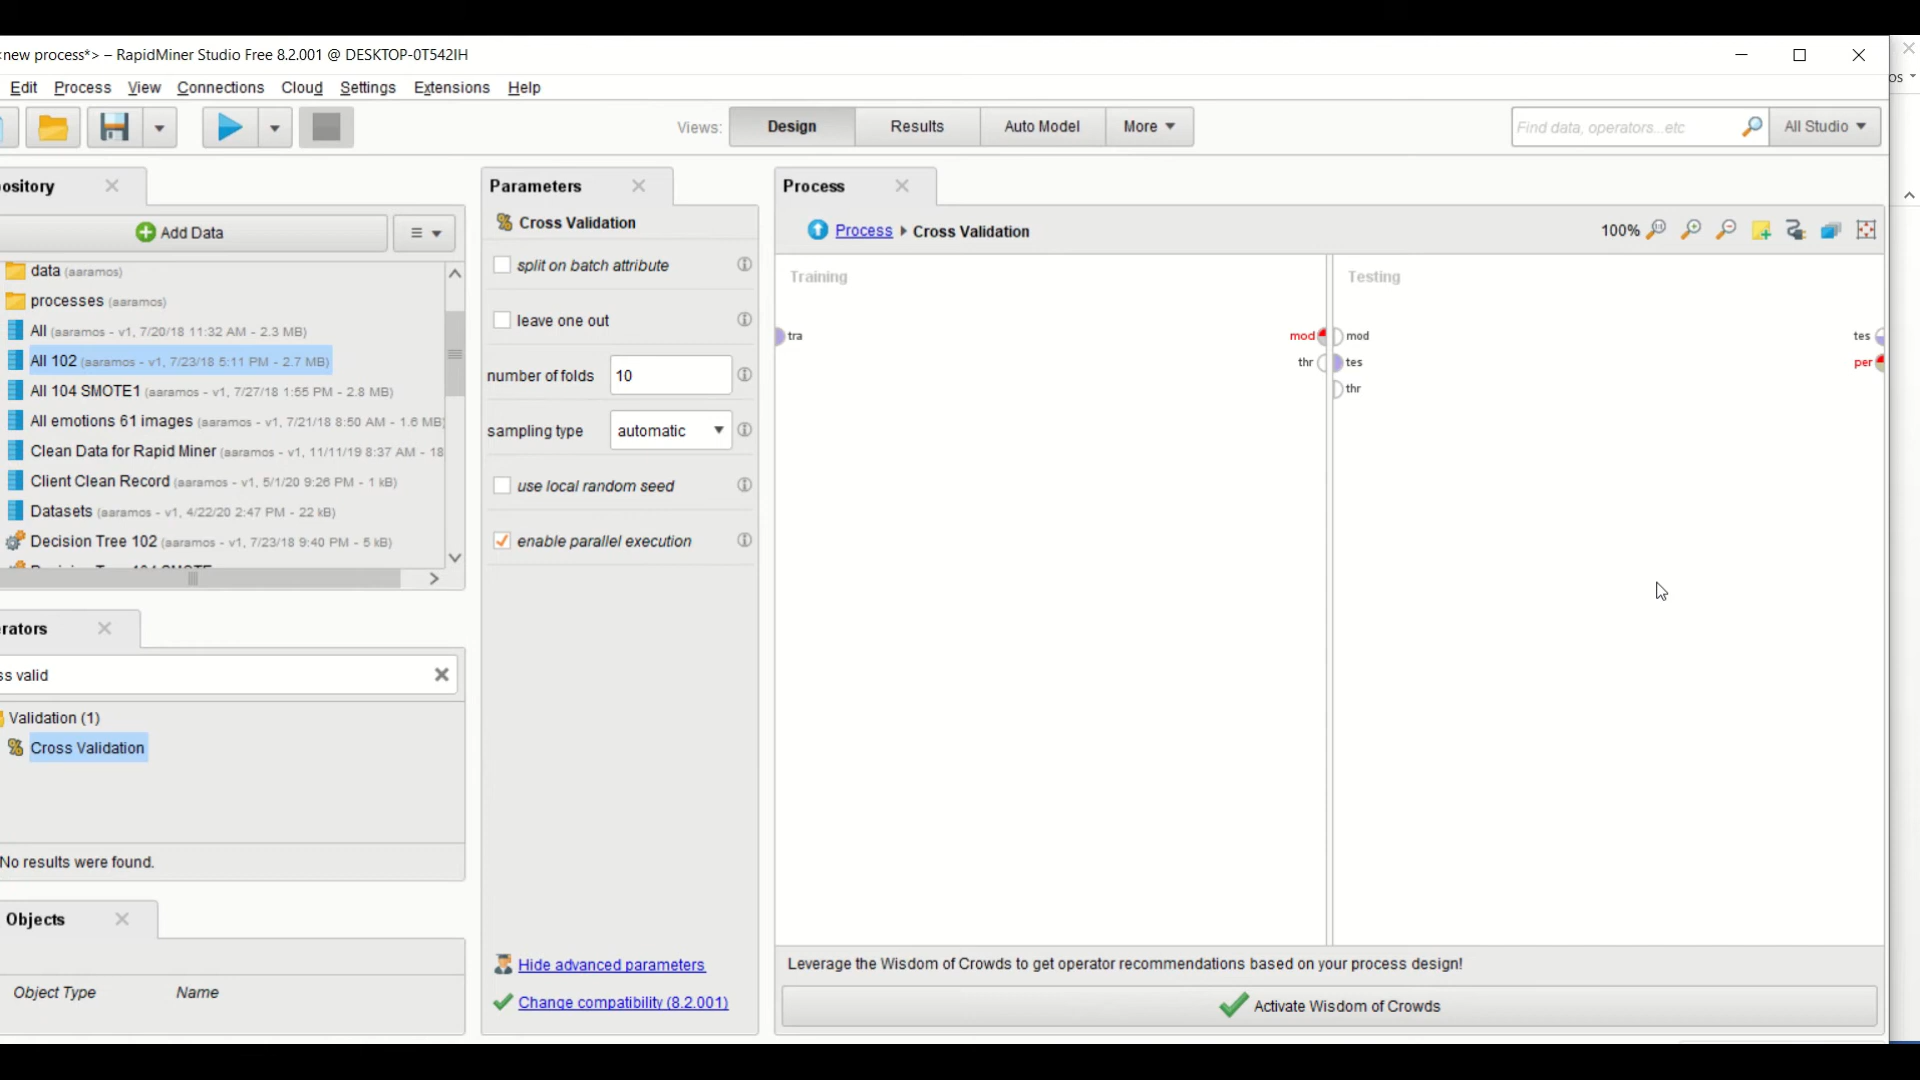 <new process*> – RapidMiner Studio Free 8.2.001 @ DESKTOP-0T542IH
Edit Process View Connections Cloud Settings Extensions Help
Views: Design Results Auto Model More
Find data, operators...etc All Studio
os
ository
Add Data
data (aaramos)
processes (aaramos)
All (aaramos - v1, 7/20/18 11:32 AM - 2.3 MB)
All 102 (aaramos - v1, 7/23/18 5:11 PM - 2.7 MB)
All 104 SMOTE1 (aaramos - v1, 7/27/18 1:55 PM - 2.8 MB)
All emotions 61 images (aaramos - v1, 7/21/18 8:50 AM - 1.6 MB
Clean Data for Rapid Miner (aaramos - v1, 11/11/19 8:37 AM - 18
Client Clean Record (aaramos - v1, 5/1/20 9:26 PM - 1 kB)
Datasets (aaramos - v1, 4/22/20 2:47 PM - 22 kB)
Decision Tree 102 (aaramos - v1, 7/23/18 9:40 PM - 5 kB)
erators
ss valid
Validation (1)
Cross Validation
No results were found.
Objects
Object Type Name
Parameters
Cross Validation
split on batch attribute
leave one out
number of folds 10
sampling type automatic
use local random seed
enable parallel execution
Hide advanced parameters
Change compatibility (8.2.001)
Process
Process Cross Validation
100%
Training
tra
mod
thr
Testing
mod
tes
thr
tes
per
Leverage the Wisdom of Crowds to get operator recommendations based on your process design!
Activate Wisdom of Crowds